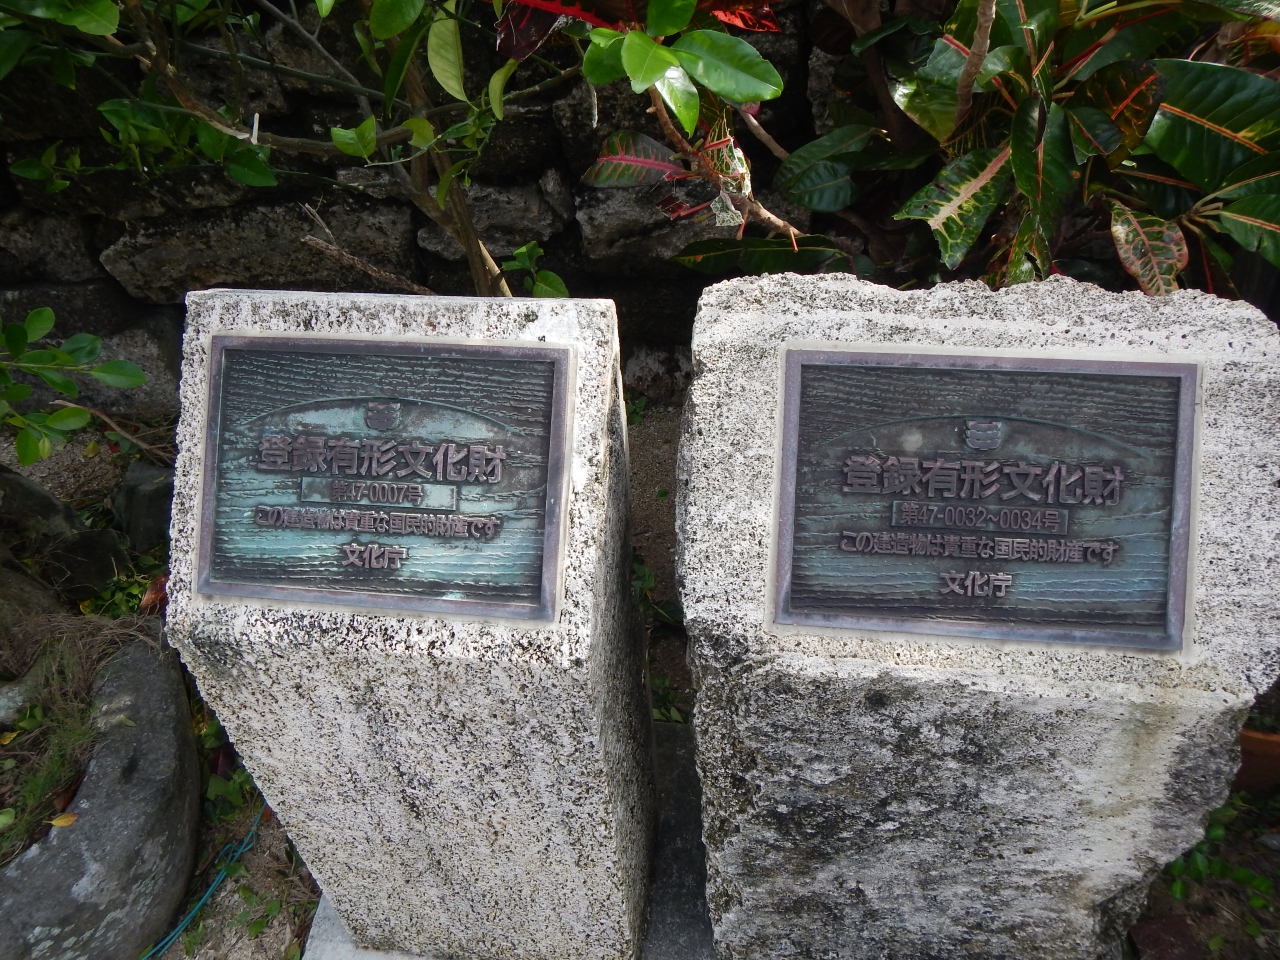 登録有形文化財
第47-0007号
この建造物は貴重な国民的財産です
文化庁
登録有形文化財
第47-0032~0034号
この建造物は貴重な国民的財産です
文化庁